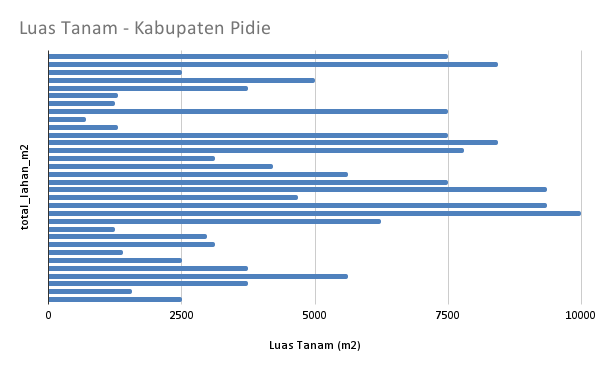 Luas Tanam - Kabupaten Pidie
total_lahan_m2
0 2500 5000 7500 10000
Luas Tanam (m2)